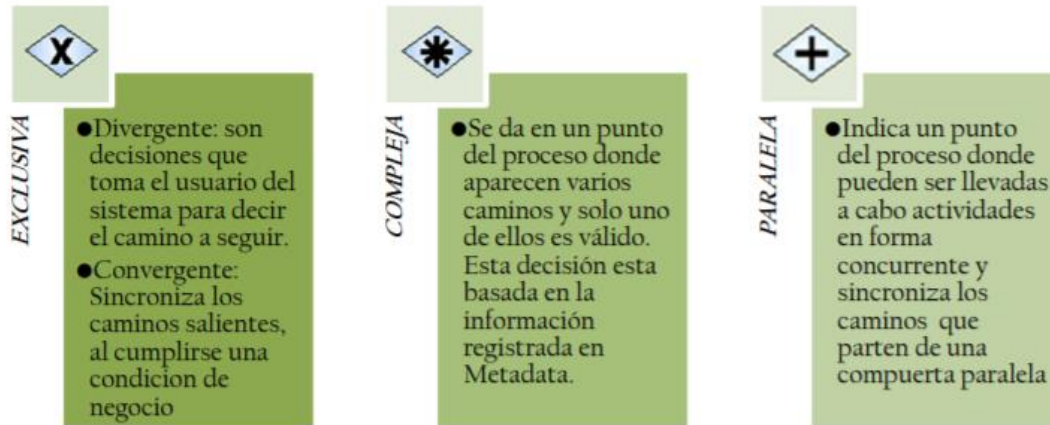 EXCLUSIVA
●Divergente: son
decisiones que
toma el usuario del
sistema para decir
el camino a seguir.
●Convergente:
Sincroniza los
caminos salientes,
al cumplirse una
condicion de
negocio
COMPLEJA
●Se da en un punto
del proceso donde
aparecen varios
caminos y solo uno
de ellos es válido.
Esta decisión esta
basada en la
información
registrada en
Metadata.
PARALELA
●Indica un punto
del proceso donde
pueden ser llevadas
a cabo actividades
en forma
concurrente y
sincroniza los
caminos que
parten de una
compuerta paralela